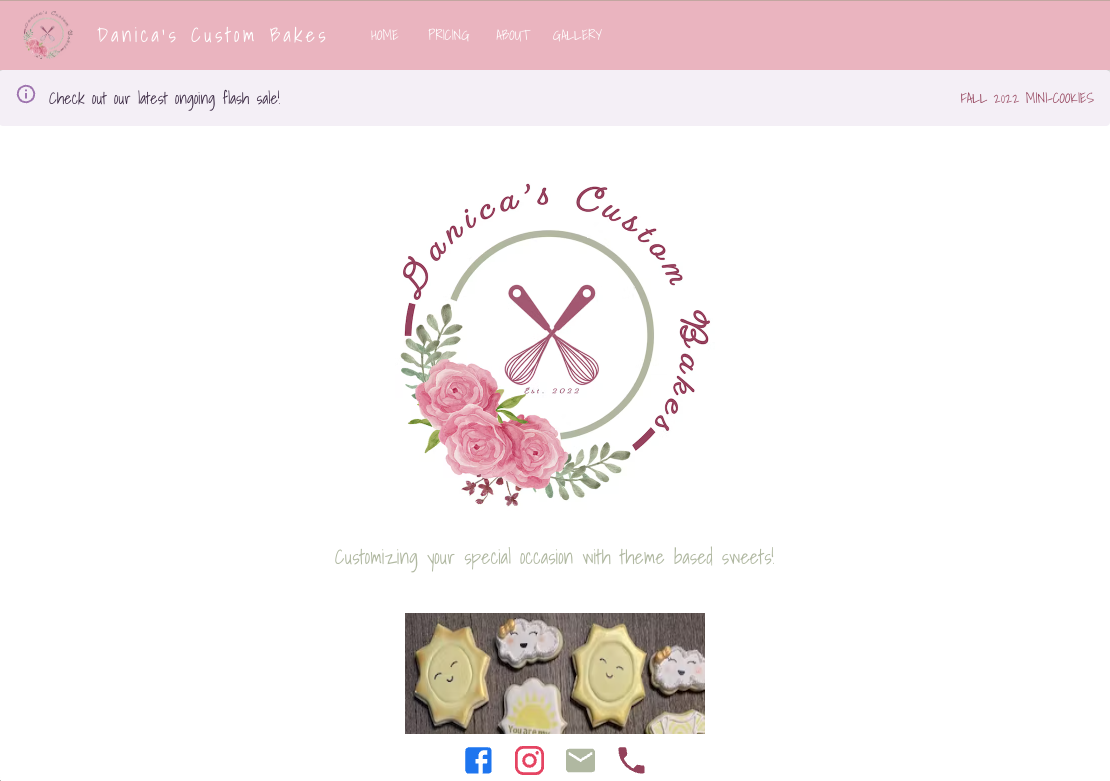 Danica's Custom Bakes
HOME PRICING ABOUT GALLERY
Check out our latest ongoing flash sale!
FALL 2022 MINI-COOKIES
Danica's Custom Bakes
Est. 2022
Customizing your special occasion with theme based sweets!
You are m